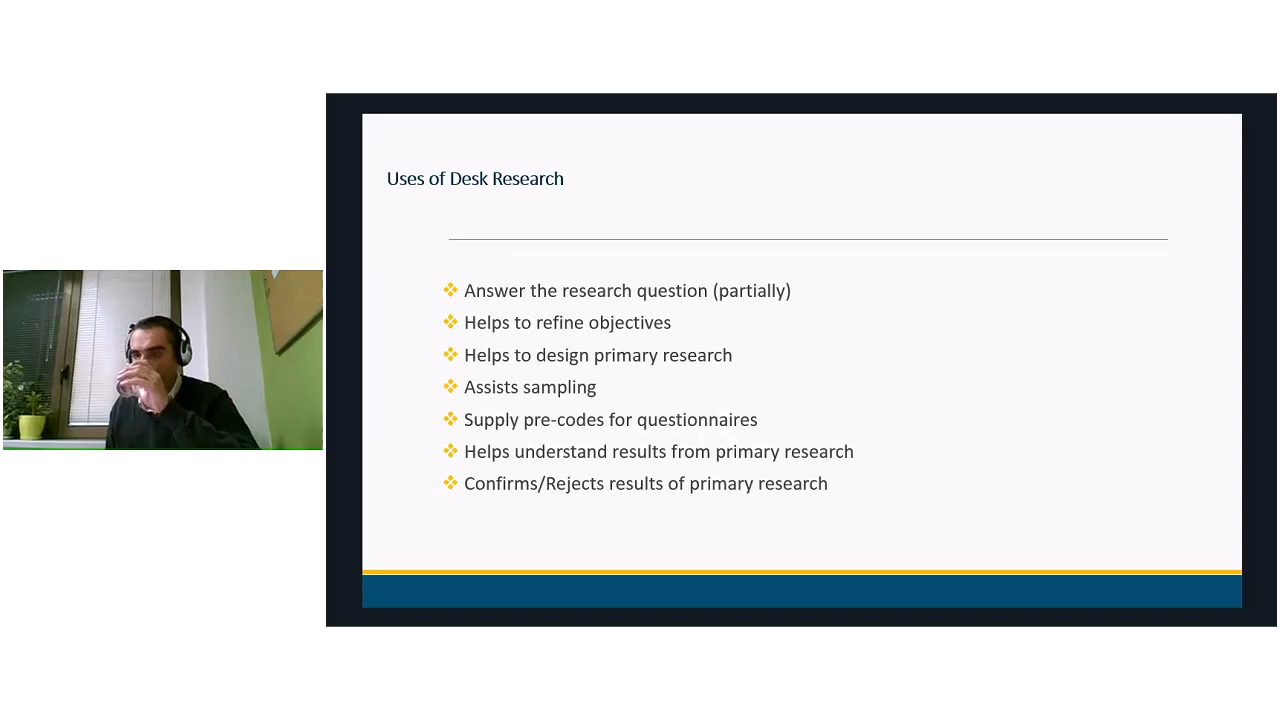 Uses of Desk Research
Answer the research question (partially)
Helps to refine objectives
Helps to design primary research
Assists sampling
Supply pre-codes for questionnaires
Helps understand results from primary research
Confirms/Rejects results of primary research